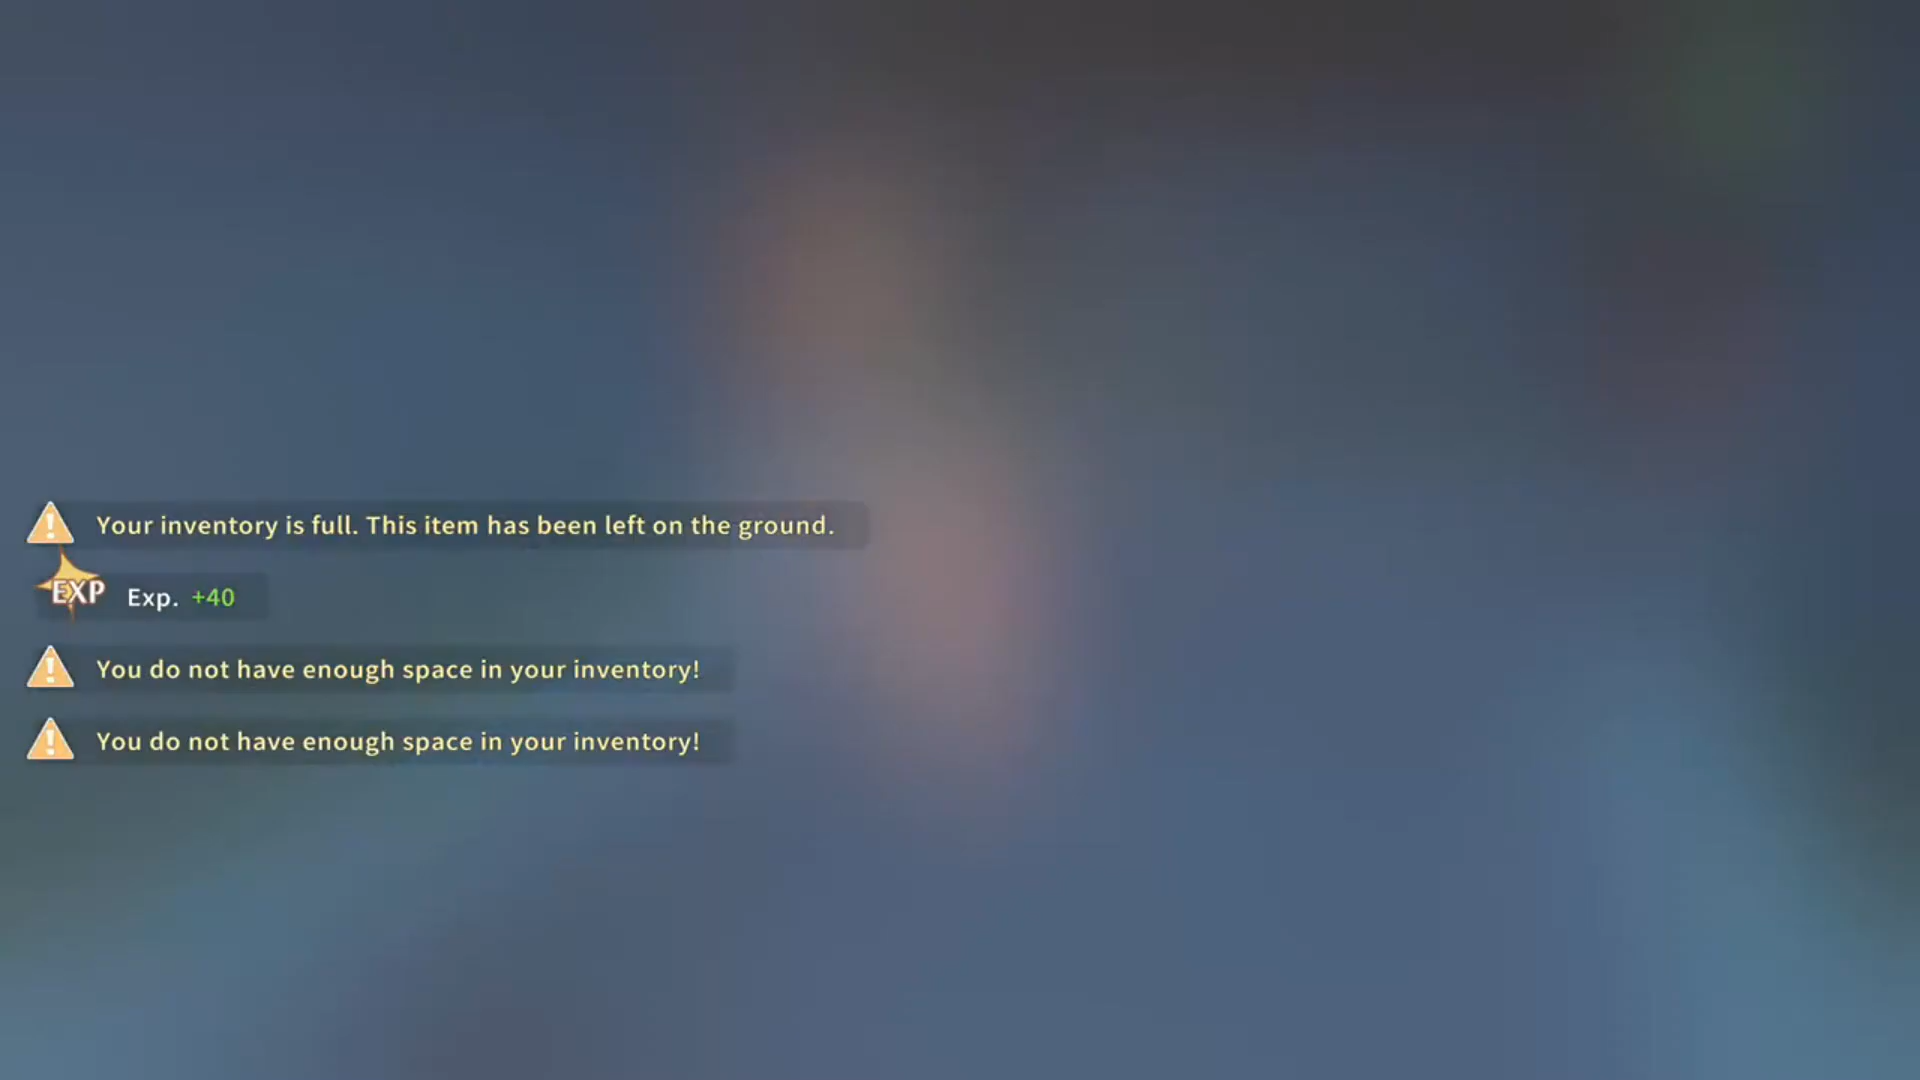 Your inventory is full. This item has been left on the ground.
EXP Exp. +40
You do not have enough space in your inventory!
You do not have enough space in your inventory!